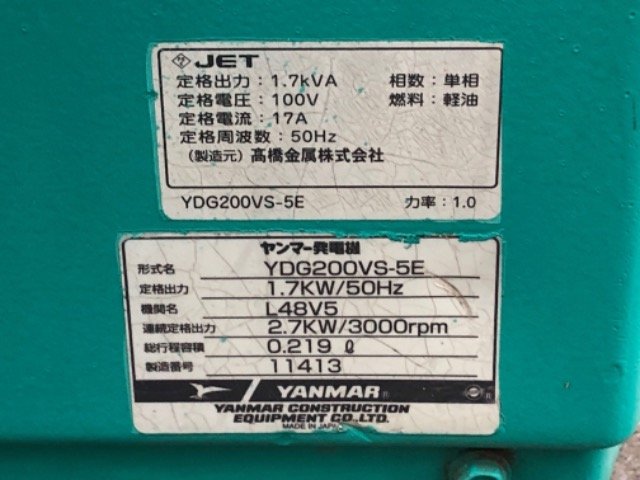 JET
定格出力：1.7kVA 相数：単相
定格電圧：100V 燃料：軽油
定格電流：17A
定格周波数：50Hz
（製造元）髙橋金属株式会社
YDG200VS-5E 力率：1.0
ヤンマー発電機
形式名 YDG200VS-5E
定格出力 1.7KW/50Hz
機関名 L48V5
連続定格出力 2.7KW/3000rpm
総行程容積 0.219 ℓ
製造番号 11413
YANMAR®
YANMAR CONSTRUCTION
EQUIPMENT CO.,LTD.
MADE IN JAPAN